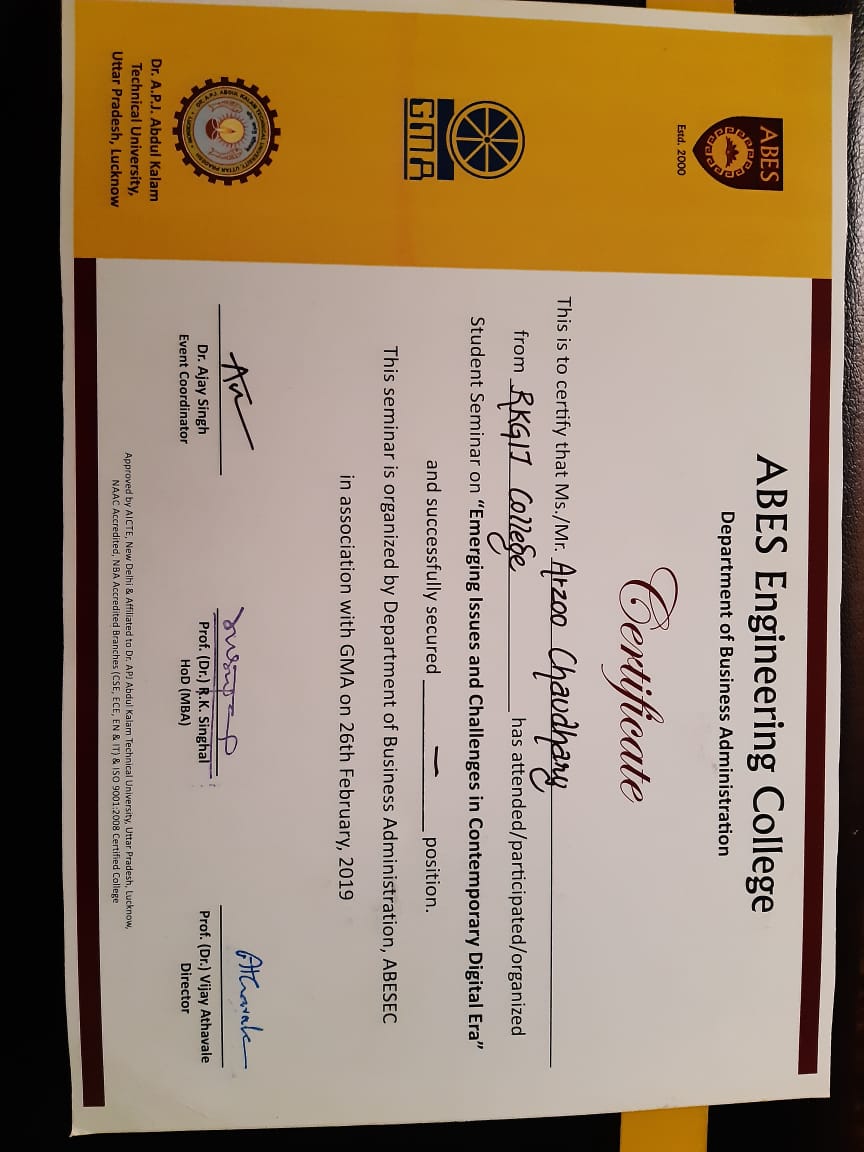 ABES
Estd. 2000
GMA
Dr. A.P.J. Abdul Kalam
Technical University,
Uttar Pradesh, Lucknow
ABES Engineering College
Department of Business Administration
Certificate
This is to certify that Ms./Mr. Arzoo Chaudhary
from RKGIT College has attended/participated/organized
Student Seminar on “Emerging Issues and Challenges in Contemporary Digital Era”
and successfully secured — position.
This seminar is organized by Department of Business Administration, ABESEC
in association with GMA on 26th February, 2019
Athavale
Dr. Ajay Singh
Event Coordinator
Prof. (Dr.) R.K. Singhal
HoD (MBA)
Prof. (Dr.) Vijay Athavale
Director
Approved by AICTE, New Delhi & Affiliated to Dr. APJ Abdul Kalam Technical University, Uttar Pradesh, Lucknow,
NAAC Accredited, NBA Accredited Branches (CSE, ECE, EN & IT) & ISO 9001:2008 Certified College